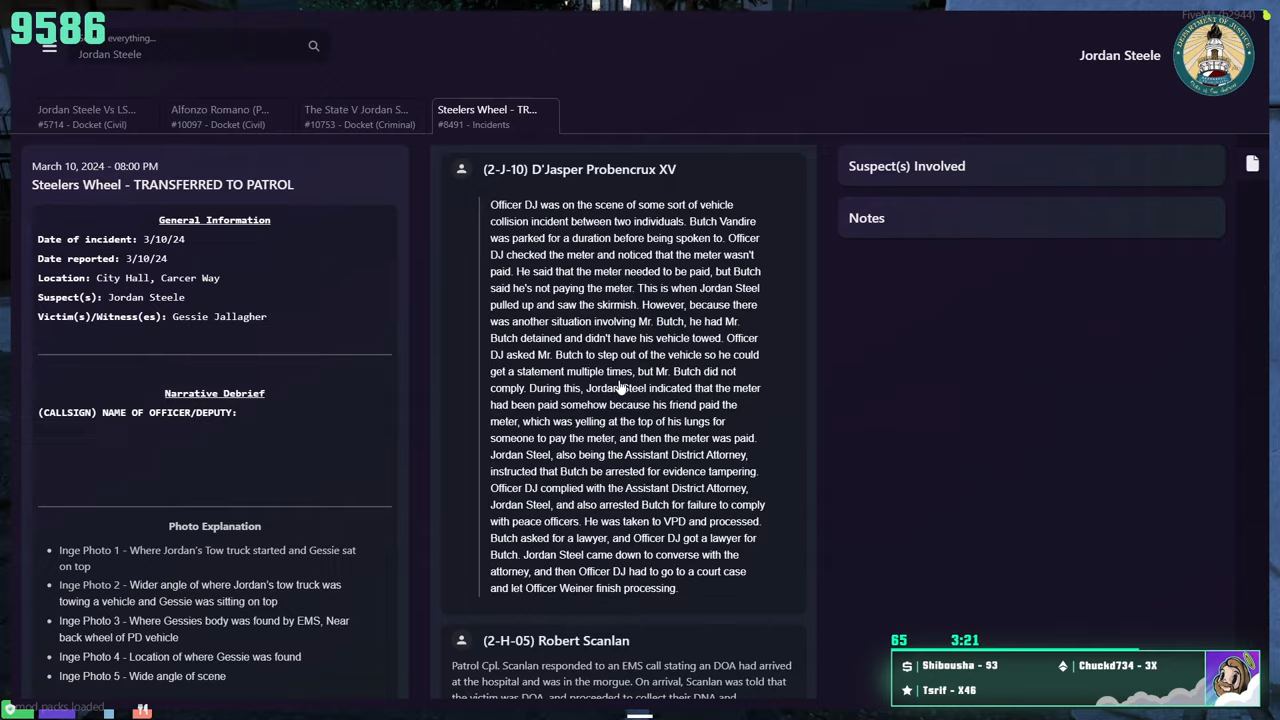 9586
everything...
Jordan Steele
Jordan Steele
DEPARTMENT OF JUSTICE
Jordan Steele Vs LS...
#5714 - Docket (Civil)
Alfonzo Romano (P...
#10097 - Docket (Civil)
The State V Jordan S...
#10753 - Docket (Criminal)
Steelers Wheel - TR...
#8491 - Incidents
March 10, 2024 - 08:00 PM
Steelers Wheel - TRANSFERRED TO PATROL
General Information
Date of incident: 3/10/24
Date reported: 3/10/24
Location: City Hall, Carcer Way
Suspect(s): Jordan Steele
Victim(s)/Witness(es): Gessie Jallagher
Narrative Debrief
(CALLSIGN) NAME OF OFFICER/DEPUTY:
Photo Explanation
Inge Photo 1 - Where Jordan's Tow truck started and Gessie sat
on top
Inge Photo 2 - Wider angle of where Jordan's tow truck was
towing a vehicle and Gessie was sitting on top
Inge Photo 3 - Where Gessies body was found by EMS, Near
back wheel of PD vehicle
Inge Photo 4 - Location of where Gessie was found
Inge Photo 5 - Wide angle of scene
(2-J-10) D'Jasper Probencrux XV
Officer DJ was on the scene of some sort of vehicle
collision incident between two individuals. Butch Vandire
was parked for a duration before being spoken to. Officer
DJ checked the meter and noticed that the meter wasn't
paid. He said that the meter needed to be paid, but Butch
said he's not paying the meter. This is when Jordan Steel
pulled up and saw the skirmish. However, because there
was another situation involving Mr. Butch, he had Mr.
Butch detained and didn't have his vehicle towed. Officer
DJ asked Mr. Butch to step out of the vehicle so he could
get a statement multiple times, but Mr. Butch did not
comply. During this, Jordan Steel indicated that the meter
had been paid somehow because his friend paid the
meter, which was yelling at the top of his lungs for
someone to pay the meter, and then the meter was paid.
Jordan Steel, also being the Assistant District Attorney,
instructed that Butch be arrested for evidence tampering.
Officer DJ complied with the Assistant District Attorney,
Jordan Steel, and also arrested Butch for failure to comply
with peace officers. He was taken to VPD and processed.
Butch asked for a lawyer, and Officer DJ got a lawyer for
Butch. Jordan Steel came down to converse with the
attorney, and then Officer DJ had to go to a court case
and let Officer Weiner finish processing.
(2-H-05) Robert Scanlan
Patrol Cpl. Scanlan responded to an EMS call stating an DOA had arrived
at the hospital and was in the morgue. On arrival, Scanlan was told that
the victim was DOA, and proceeded to collect their DNA and
Suspect(s) Involved
Notes
65 3:21
Shibousha - 93
Chuckd734 - 3X
Tsrif - X46
mod packs loaded